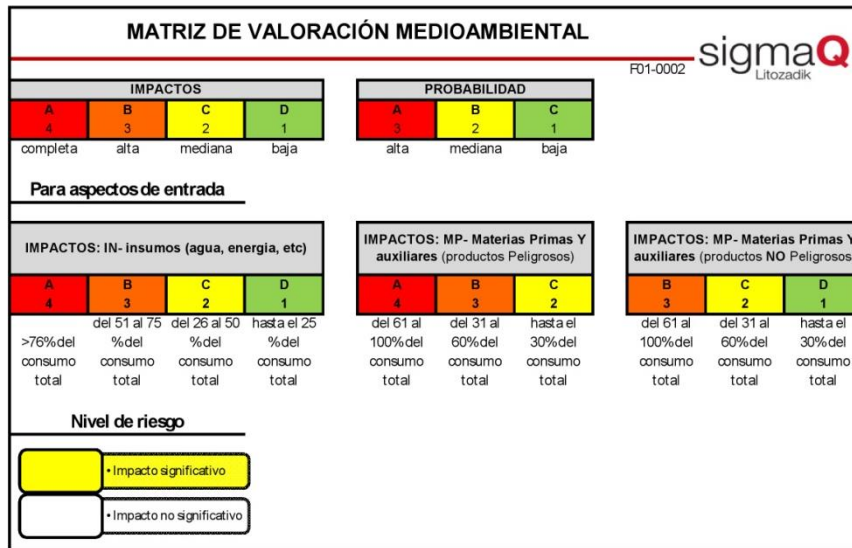 MATRIZ DE VALORACIÓN MEDIOAMBIENTAL
F01-0002
sigmaQ
Litozadik
IMPACTOS
A B C D
4 3 2 1
completa alta mediana baja
PROBABILIDAD
A B C
3 2 1
alta mediana baja
Para aspectos de entrada
IMPACTOS: IN- insumos (agua, energia, etc)
A B C D
4 3 2 1
>76% del consumo total
del 51 al 75 % del consumo total
del 26 al 50 % del consumo total
hasta el 25 % del consumo total
IMPACTOS: MP- Materias Primas Y
auxiliares (productos Peligrosos)
A B C
4 3 2
del 61 al 100% del consumo total
del 31 al 60% del consumo total
hasta el 30% del consumo total
IMPACTOS: MP- Materias Primas Y
auxiliares (productos NO Peligrosos
B C D
3 2 1
del 61 al 100% del consumo total
del 31 al 60% del consumo total
hasta el 30% del consumo total
Nivel de riesgo
• Impacto significativo
• Impacto no significativo